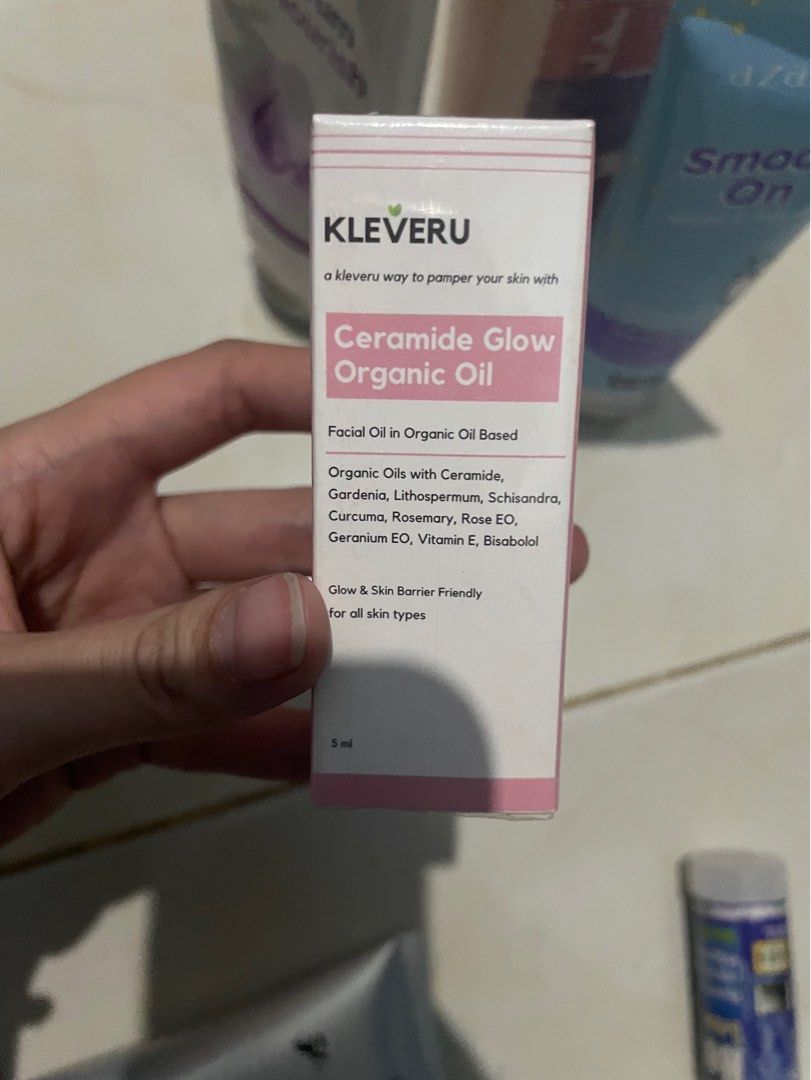 KLEVERU
a kleveru way to pamper your skin with
Ceramide Glow
Organic Oil
Facial Oil in Organic Oil Based
Organic Oils with Ceramide,
Gardenia, Lithospermum, Schisandra,
Curcuma, Rosemary, Rose EO,
Geranium EO, Vitamin E, Bisabolol
Glow & Skin Barrier Friendly
for all skin types
5 ml
On